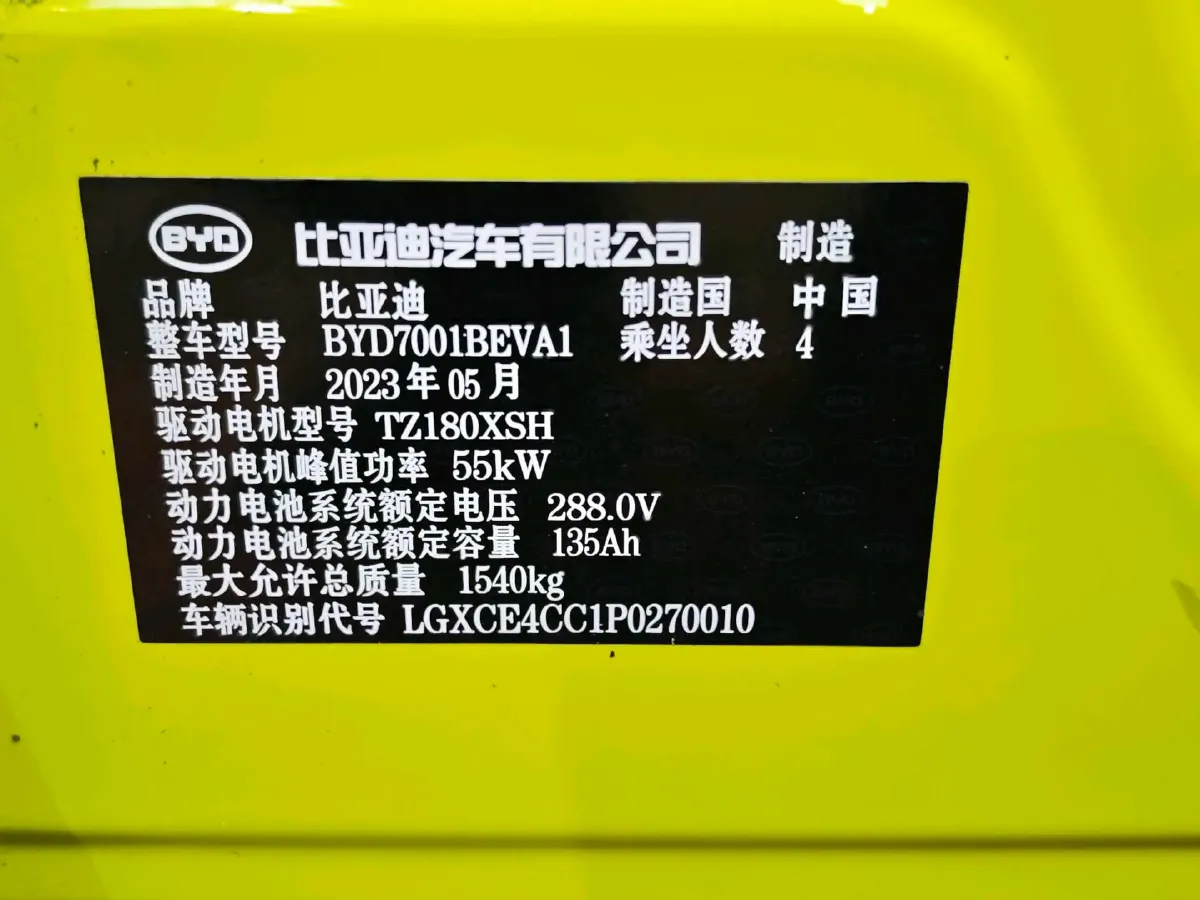 BYD 比亚迪汽车有限公司 制造
品牌 比亚迪 制造国 中国
整车型号 BYD7001BEVA1 乘坐人数 4
制造年月 2023年05月
驱动电机型号 TZ180XSH
驱动电机峰值功率 55kW
动力电池系统额定电压 288.0V
动力电池系统额定容量 135Ah
最大允许总质量 1540kg
车辆识别代号 LGXCE4CC1P0270010